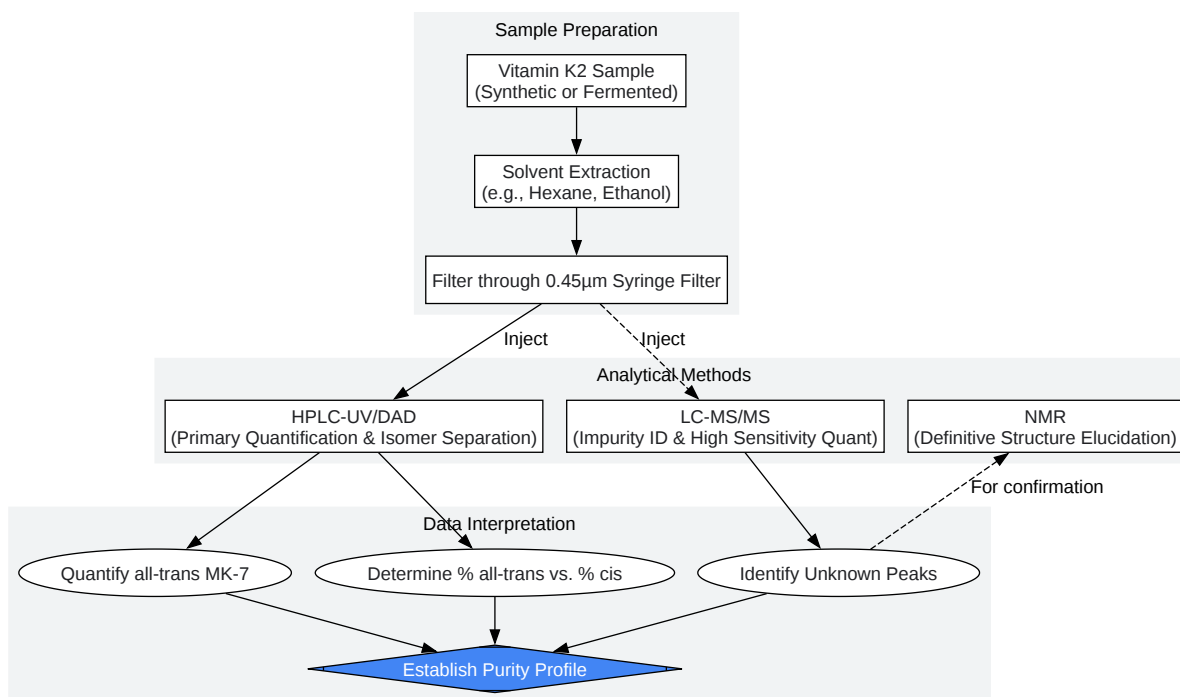 Sample Preparation
Vitamin K2 Sample
(Synthetic or Fermented)
Solvent Extraction
(e.g., Hexane, Ethanol)
Filter through 0.45µm Syringe Filter
Inject
Inject
Analytical Methods
HPLC-UV/DAD
(Primary Quantification & Isomer Separation)
LC-MS/MS
(Impurity ID & High Sensitivity Quant)
NMR
(Definitive Structure Elucidation)
For confirmation
Data Interpretation
Quantify all-trans MK-7
Determine % all-trans vs. % cis
Identify Unknown Peaks
Establish Purity Profile